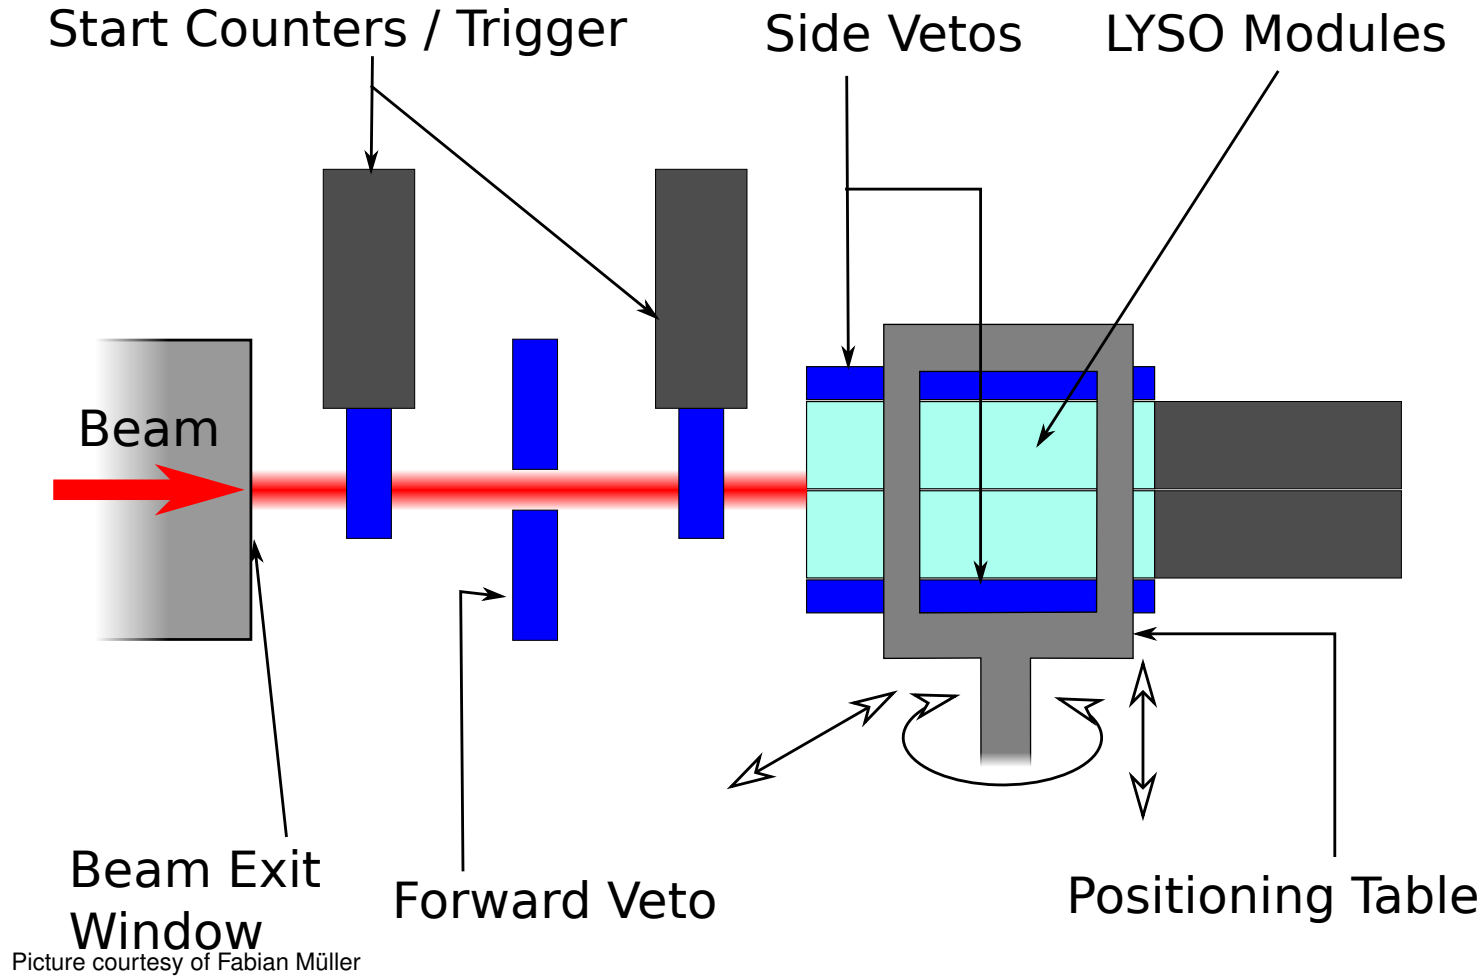 Start Counters / Trigger
Side Vetos
LYSO Modules
Beam
Beam Exit
Window
Forward Veto
Positioning Table
Picture courtesy of Fabian Müller